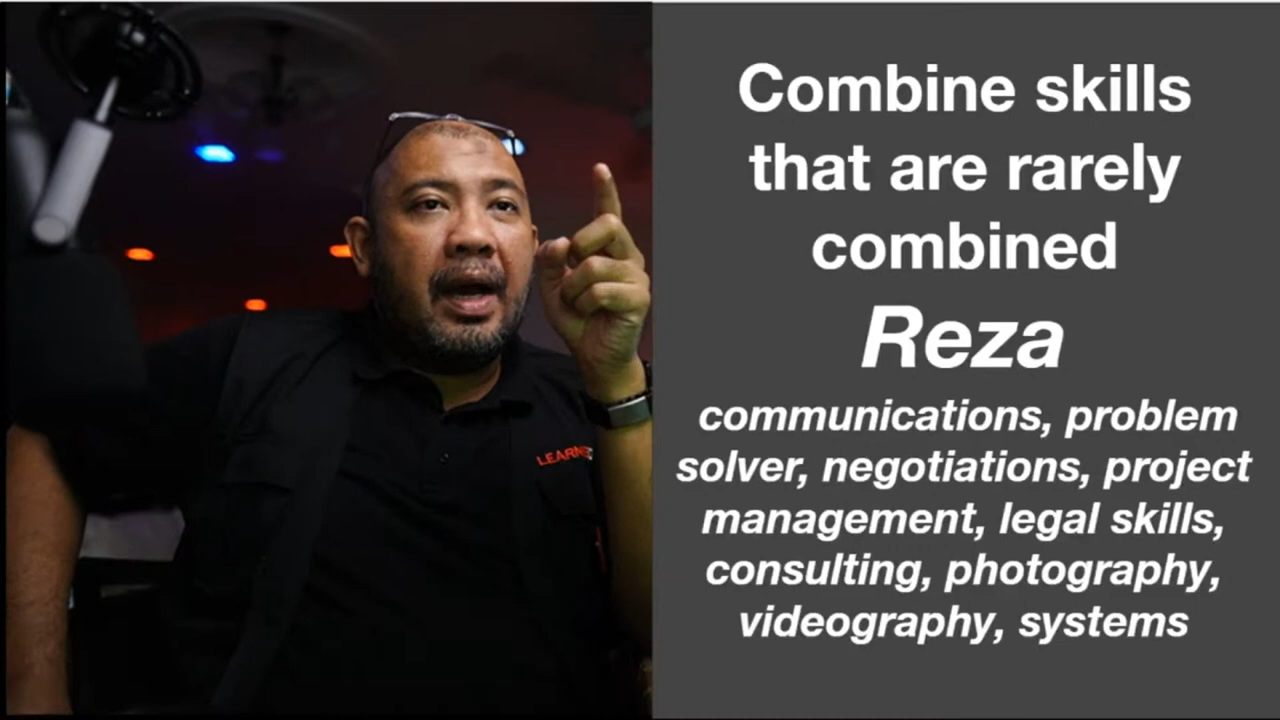 Combine skills
that are rarely
combined
Reza
communications, problem
solver, negotiations, project
management, legal skills,
consulting, photography,
videography, systems